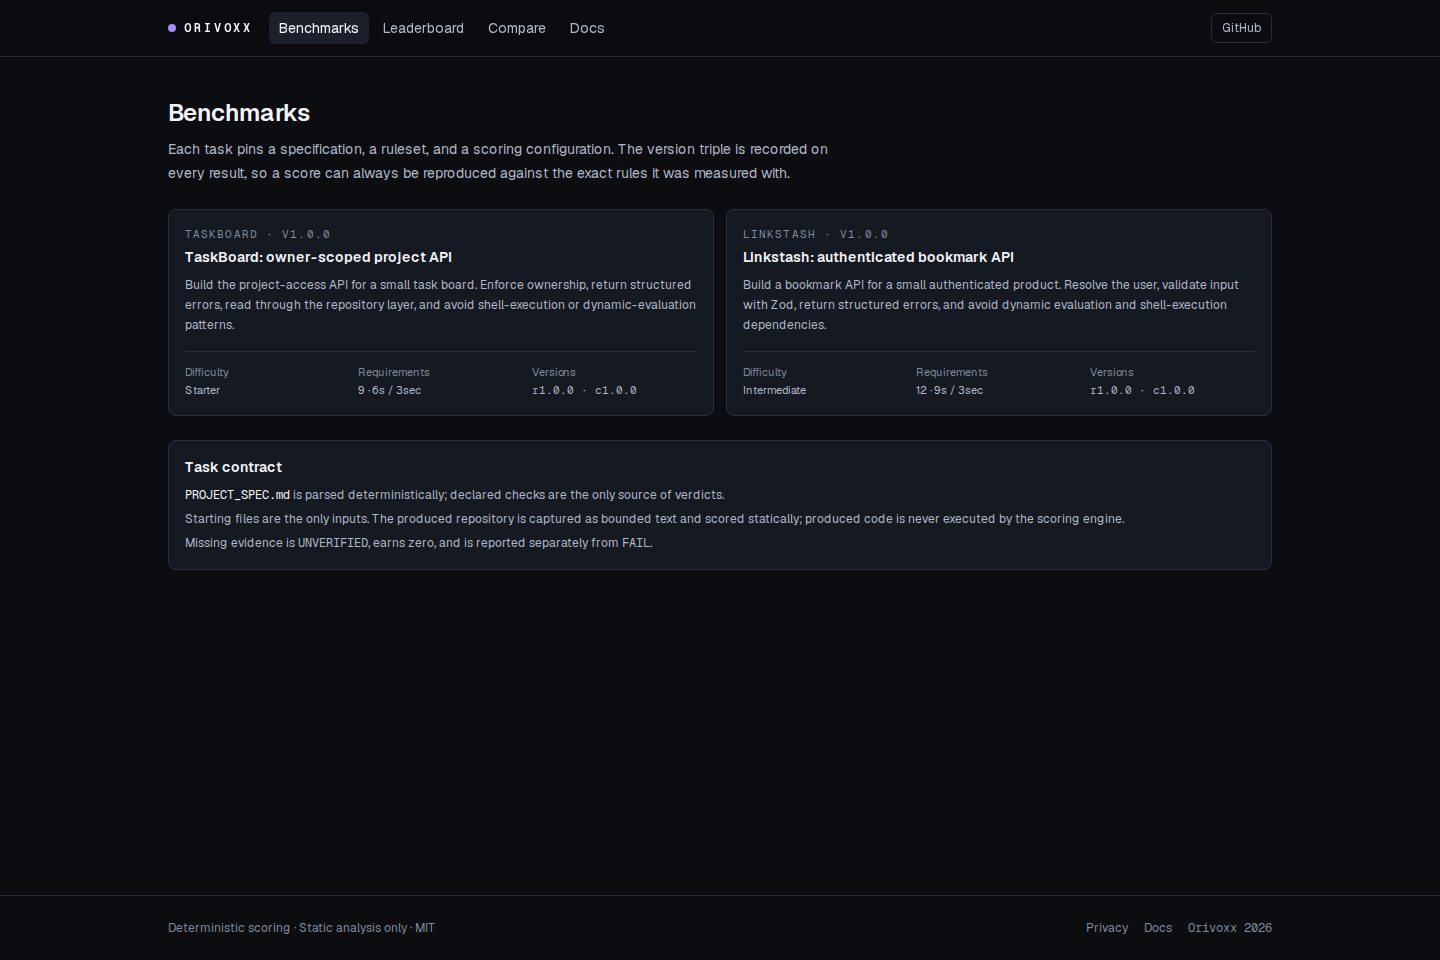 ORIVOXX Benchmarks Leaderboard Compare Docs GitHub
Benchmarks
Each task pins a specification, a ruleset, and a scoring configuration. The version triple is recorded on
every result, so a score can always be reproduced against the exact rules it was measured with.
TASKBOARD · V1.0.0
TaskBoard: owner-scoped project API
Build the project-access API for a small task board. Enforce ownership, return structured
errors, read through the repository layer, and avoid shell-execution or dynamic-evaluation
patterns.
Difficulty Requirements Versions
Starter 9 · 6s / 3sec r1.0.0 · c1.0.0
LINKSTASH · V1.0.0
Linkstash: authenticated bookmark API
Build a bookmark API for a small authenticated product. Resolve the user, validate input
with Zod, return structured errors, and avoid dynamic evaluation and shell-execution
dependencies.
Difficulty Requirements Versions
Intermediate 12 · 9s / 3sec r1.0.0 · c1.0.0
Task contract
PROJECT_SPEC.md is parsed deterministically; declared checks are the only source of verdicts.
Starting files are the only inputs. The produced repository is captured as bounded text and scored statically; produced code is never executed by the scoring engine.
Missing evidence is UNVERIFIED, earns zero, and is reported separately from FAIL.
Deterministic scoring · Static analysis only · MIT Privacy Docs Orivoxx 2026